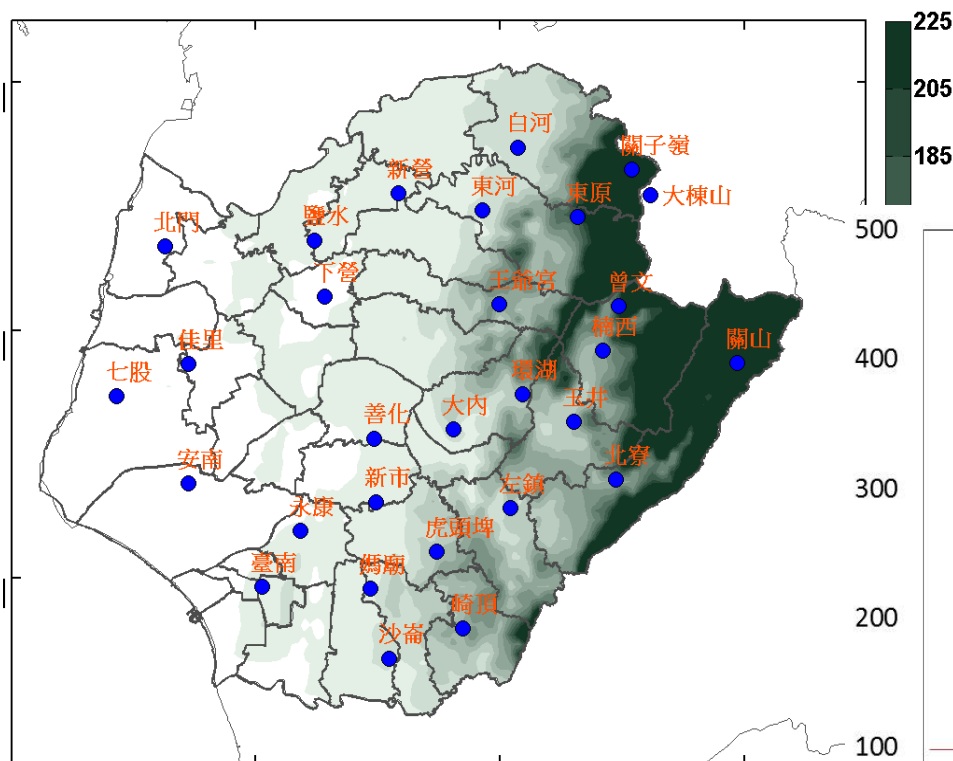 225
205
185
白河
關子嶺
新營
東河
東原
大棟山
北門
鹽水
500
下營
王爺宮
曾文
楠西
關山
佳里
400
七股
環湖
玉井
大內
善化
安南
新市
左鎮
北寮
300
永康
虎頭埤
臺南
媽廟
崎頂
200
沙崙
100